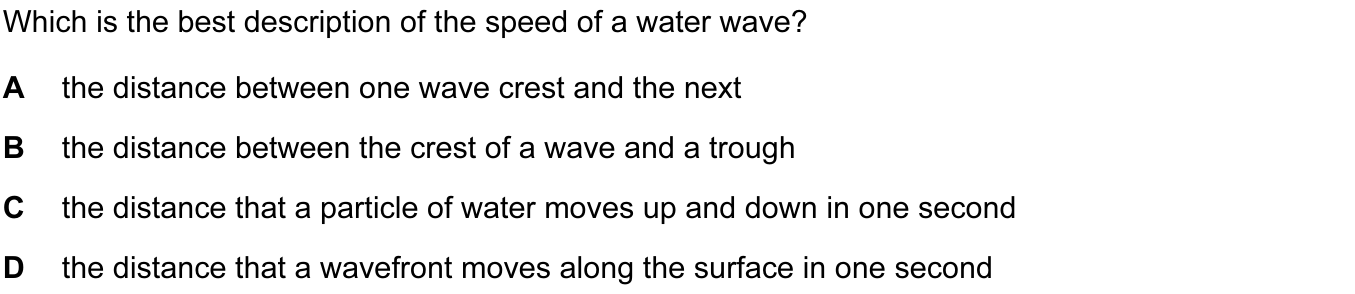 Which is the best description of the speed of a water wave?
A the distance between one wave crest and the next
B the distance between the crest of a wave and a trough
C the distance that a particle of water moves up and down in one second
D the distance that a wavefront moves along the surface in one second